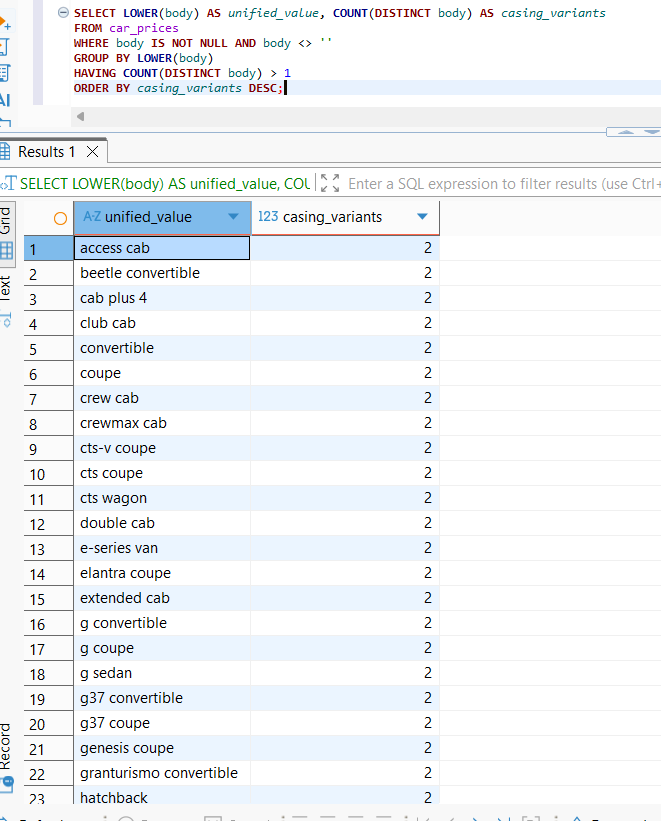 SELECT LOWER(body) AS unified_value, COUNT(DISTINCT body) AS casing_variants
FROM car_prices
WHERE body IS NOT NULL AND body <> ''
GROUP BY LOWER(body)
HAVING COUNT(DISTINCT body) > 1
ORDER BY casing_variants DESC;
AI
Results 1
SELECT LOWER(body) AS unified_value, COU
Enter a SQL expression to filter results (use Ctrl+
Grid
Text
Record
A-Z unified_value 123 casing_variants
1 access cab 2
2 beetle convertible 2
3 cab plus 4 2
4 club cab 2
5 convertible 2
6 coupe 2
7 crew cab 2
8 crewmax cab 2
9 cts-v coupe 2
10 cts coupe 2
11 cts wagon 2
12 double cab 2
13 e-series van 2
14 elantra coupe 2
15 extended cab 2
16 g convertible 2
17 g coupe 2
18 g sedan 2
19 g37 convertible 2
20 g37 coupe 2
21 genesis coupe 2
22 granturismo convertible 2
23 hatchback 2